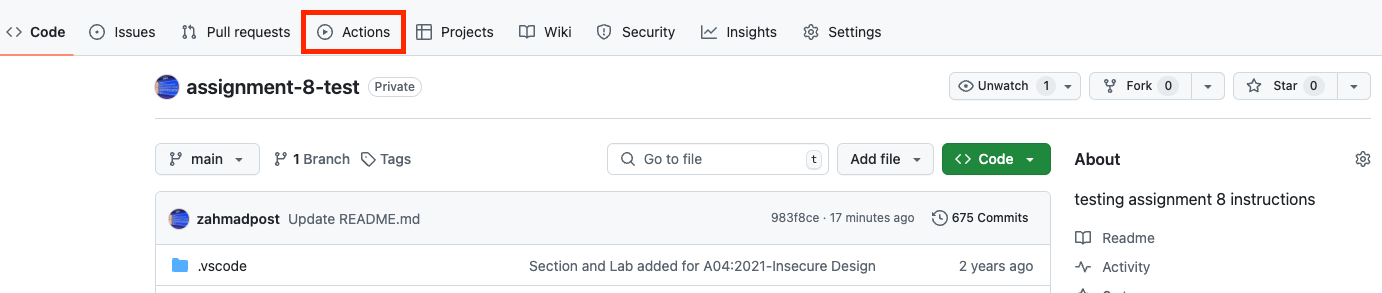 Code Issues Pull requests Actions Projects Wiki Security Insights Settings
assignment-8-test Private Unwatch 1 Fork 0 Star 0
main 1 Branch Tags Go to file t Add file Code About
testing assignment 8 instructions
zahmadpost Update README.md 983f8ce · 17 minutes ago 675 Commits
Readme
.vscode Section and Lab added for A04:2021-Insecure Design 2 years ago
Activity